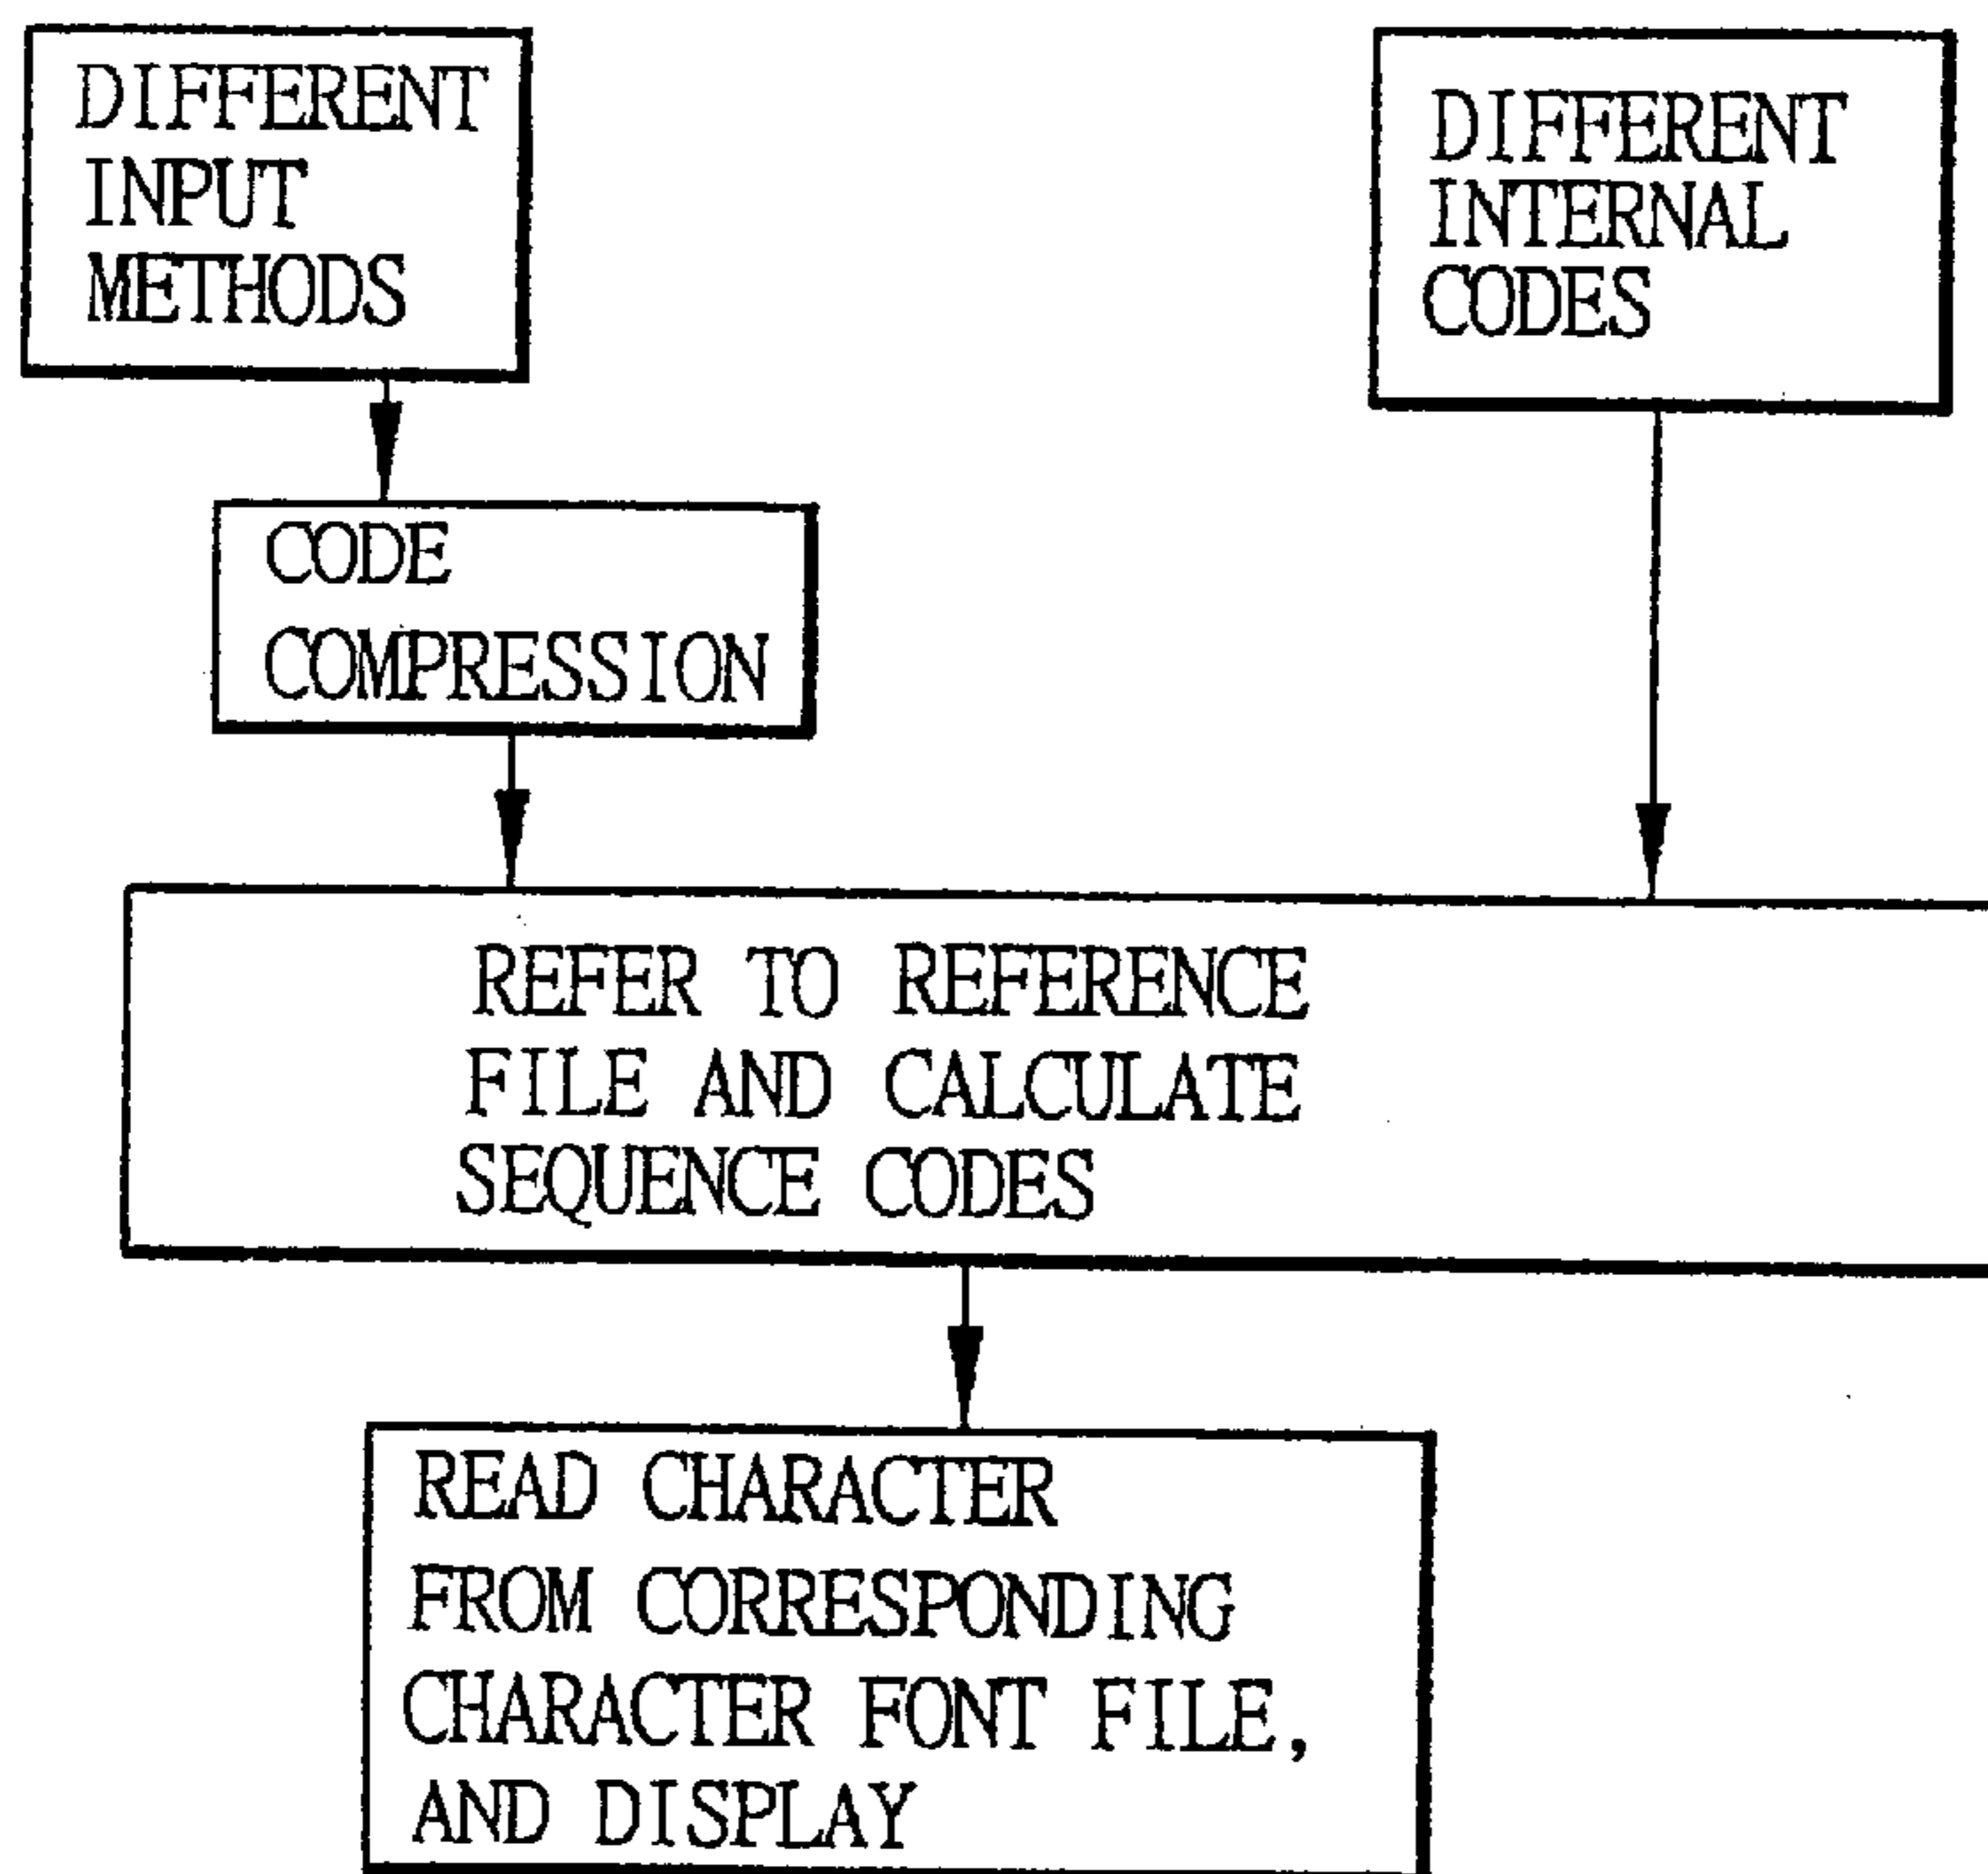 DIFFERENT
INPUT
METHODS
DIFFERENT
INTERNAL
CODES
CODE
COMPRESSION
REFER TO REFERENCE
FILE AND CALCULATE
SEQUENCE CODES
READ CHARACTER
FROM CORRESPONDING
CHARACTER FONT FILE,
AND DISPLAY